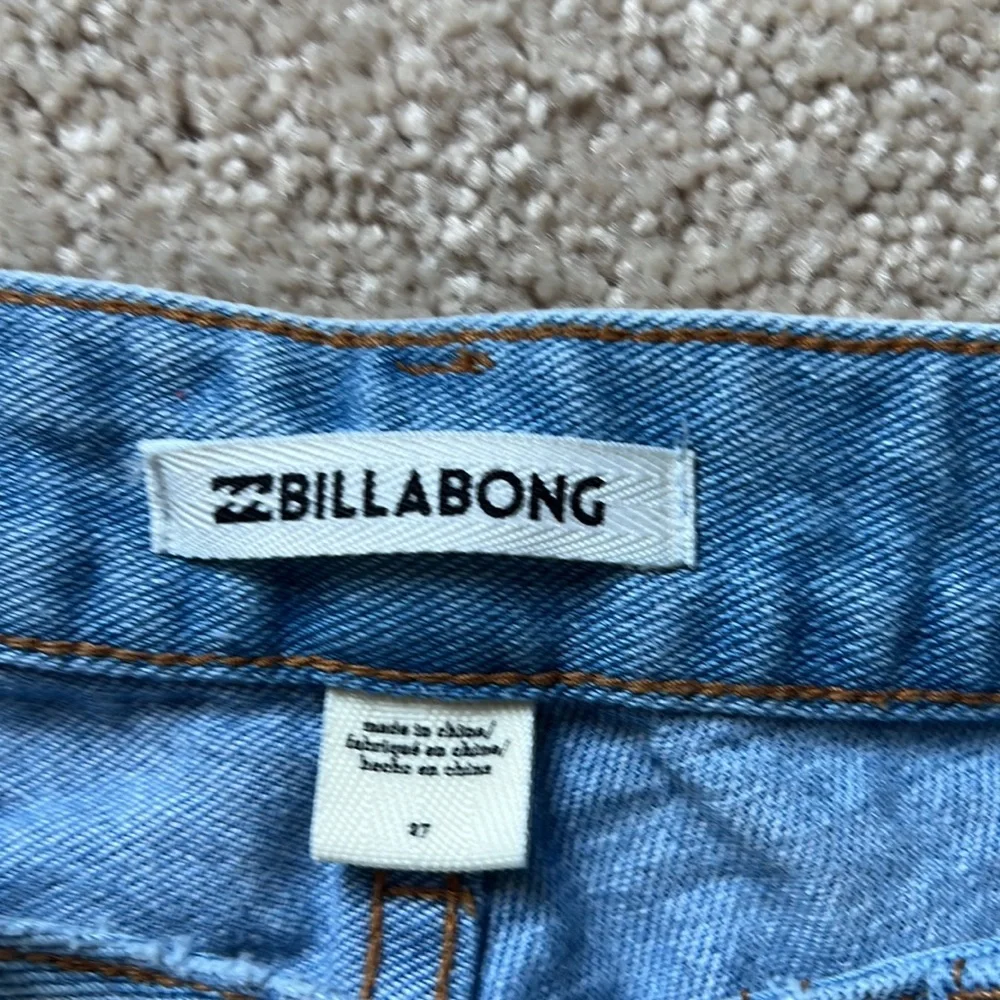 BILLABONG
made in china/
fabriqué en chine/
hecho en china
27